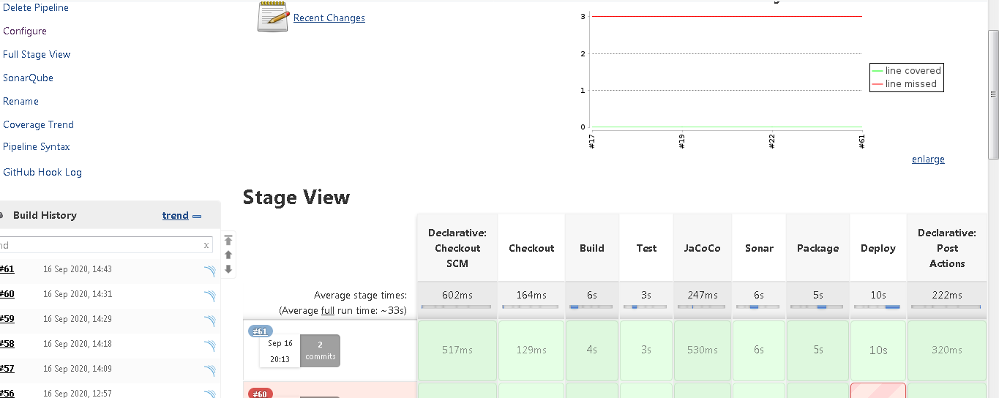 Delete Pipeline
Configure
Full Stage View
SonarQube
Rename
Coverage Trend
Pipeline Syntax
GitHub Hook Log
Recent Changes
3
2
1
0
#17
#19
#22
#61
line covered
line missed
enlarge
Build History
trend
nd
x
#61 16 Sep 2020, 14:43
#60 16 Sep 2020, 14:31
#59 16 Sep 2020, 14:29
#58 16 Sep 2020, 14:18
#57 16 Sep 2020, 14:09
#56 16 Sep 2020, 12:57
Stage View
Declarative: Checkout SCM
Checkout
Build
Test
JaCoCo
Sonar
Package
Deploy
Declarative: Post Actions
Average stage times:
(Average full run time: ~33s)
602ms
164ms
6s
3s
247ms
6s
5s
10s
222ms
#61
Sep 16
20:13
2
commits
517ms
129ms
4s
3s
530ms
6s
5s
10s
320ms
#60